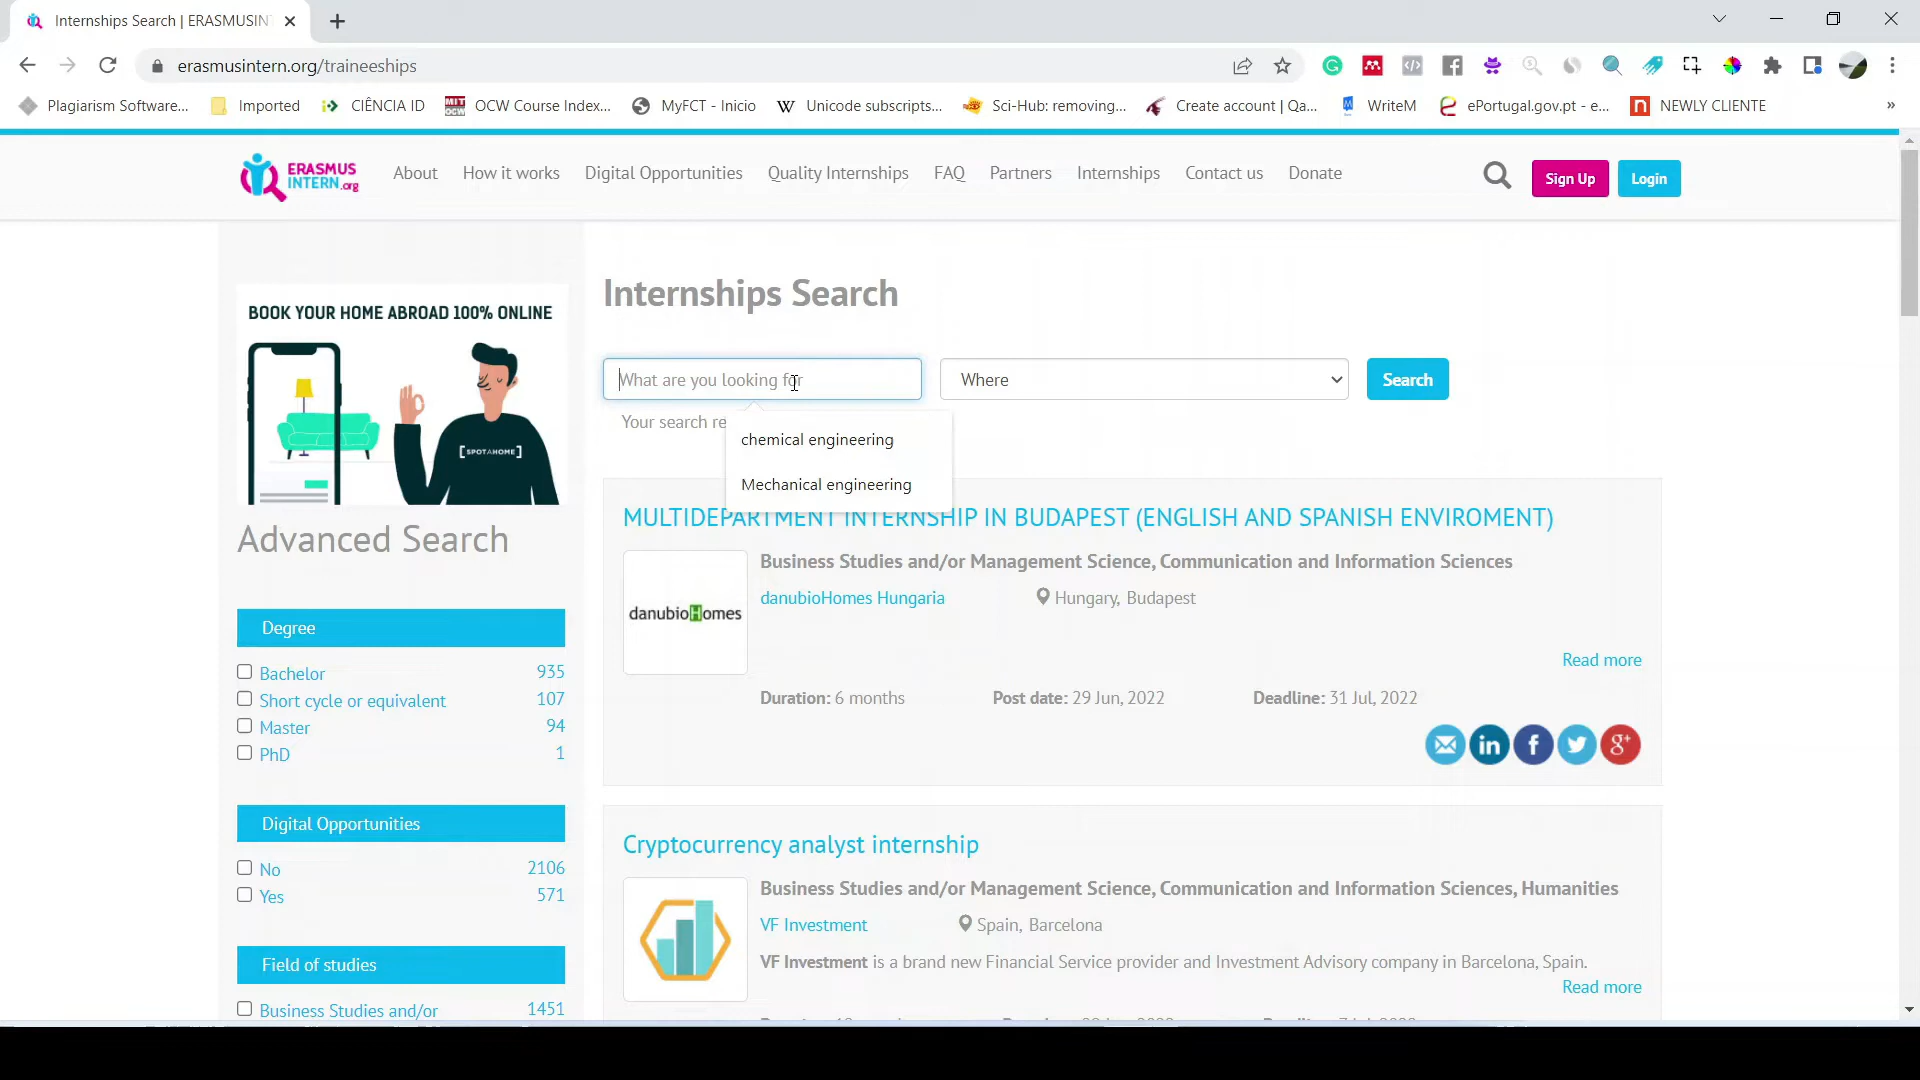 Internships Search | ERASMUSIN
erasmusintern.org/traineeships
Plagiarism Software...
Imported
CIÊNCIA ID
OCW Course Index...
MyFCT - Inicio
Unicode subscripts...
Sci-Hub: removing...
Create account | Qa...
WriteM
ePortugal.gov.pt - e...
NEWLY CLIENTE
»
ERASMUS
INTERN.org
About
How it works
Digital Opportunities
Quality Internships
FAQ
Partners
Internships
Contact us
Donate
Sign Up
Login
BOOK YOUR HOME ABROAD 100% ONLINE
[SPOTAHOME]
Advanced Search
Degree
Bachelor 935
Short cycle or equivalent 107
Master 94
PhD 1
Digital Opportunities
No 2106
Yes 571
Field of studies
Business Studies and/or 1451
Internships Search
What are you looking for
Where
Search
Your search re
chemical engineering
Mechanical engineering
MULTIDEPARTMENT INTERNSHIP IN BUDAPEST (ENGLISH AND SPANISH ENVIROMENT)
danubioHomes
Business Studies and/or Management Science, Communication and Information Sciences
danubioHomes Hungaria
Hungary, Budapest
Read more
Duration: 6 months
Post date: 29 Jun, 2022
Deadline: 31 Jul, 2022
Cryptocurrency analyst internship
Business Studies and/or Management Science, Communication and Information Sciences, Humanities
VF Investment
Spain, Barcelona
VF Investment is a brand new Financial Service provider and Investment Advisory company in Barcelona, Spain.
Read more